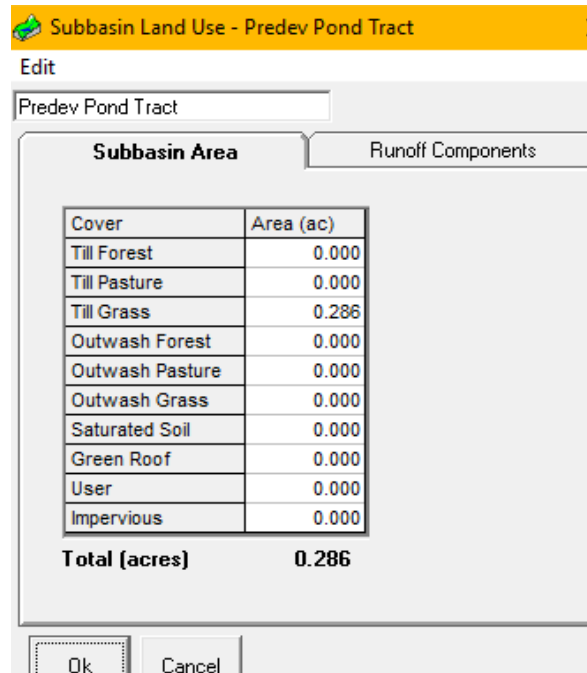 Subbasin Land Use - Predev Pond Tract
Edit
Predev Pond Tract
Subbasin Area Runoff Components
Cover Area (ac)
Till Forest 0.000
Till Pasture 0.000
Till Grass 0.286
Outwash Forest 0.000
Outwash Pasture 0.000
Outwash Grass 0.000
Saturated Soil 0.000
Green Roof 0.000
User 0.000
Impervious 0.000
Total (acres) 0.286
Ok Cancel